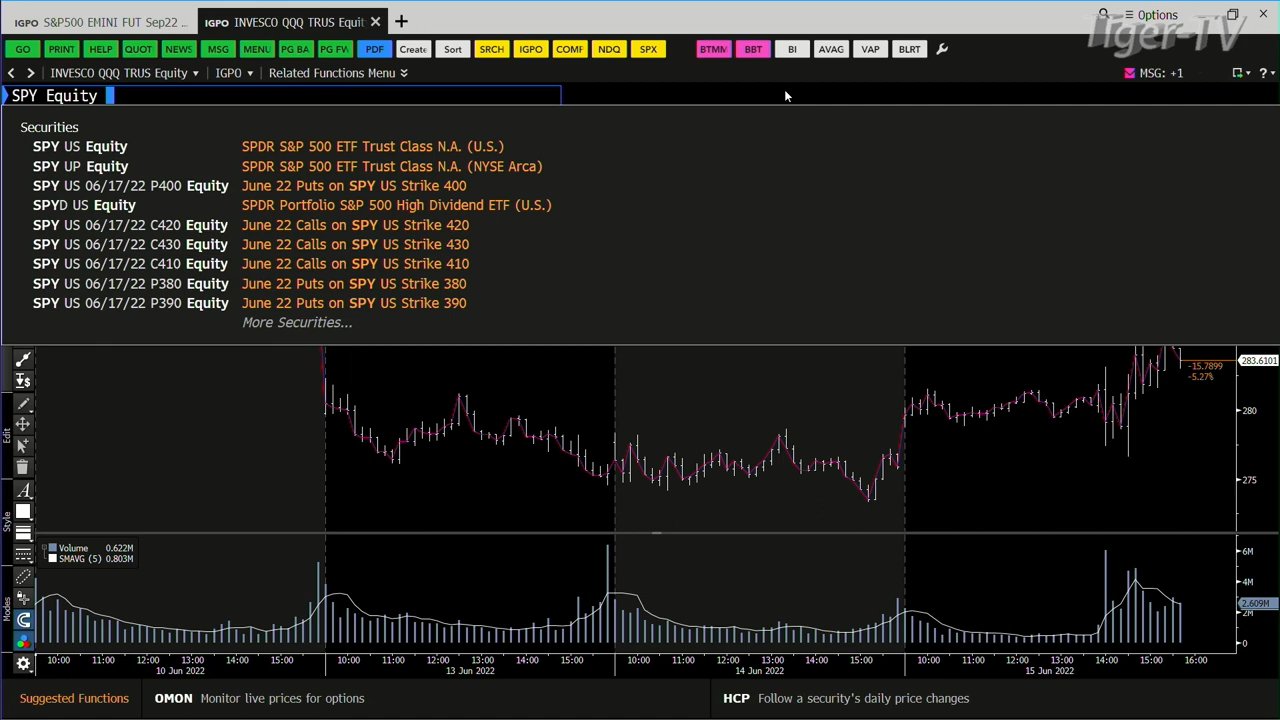 IGPO S&P500 EMINI FUT Sep22 ... IGPO INVESCO QQQ TRUS Equit
Options
Tiger-TV
GO PRINT HELP QUOT NEWS MSG MENU PG BA PG FW PDF Create Sort SRCH IGPO COMF NDQ SPX BTMM BBT BI AVAG VAP BLRT
INVESCO QQQ TRUS Equity IGPO Related Functions Menu MSG: +1 ?
SPY Equity
Securities
SPY US Equity SPDR S&P 500 ETF Trust Class N.A. (U.S.)
SPY UP Equity SPDR S&P 500 ETF Trust Class N.A. (NYSE Arca)
SPY US 06/17/22 P400 Equity June 22 Puts on SPY US Strike 400
SPYD US Equity SPDR Portfolio S&P 500 High Dividend ETF (U.S.)
SPY US 06/17/22 C420 Equity June 22 Calls on SPY US Strike 420
SPY US 06/17/22 C430 Equity June 22 Calls on SPY US Strike 430
SPY US 06/17/22 C410 Equity June 22 Calls on SPY US Strike 410
SPY US 06/17/22 P380 Equity June 22 Puts on SPY US Strike 380
SPY US 06/17/22 P390 Equity June 22 Puts on SPY US Strike 390
More Securities...
283.6101
-15.7899
-5.27%
280
275
Edit
Style
Modes
Volume 0.622M
SMAVG (5) 0.803M
6M
4M
2.609M
2M
0
10:00 11:00 12:00 13:00 14:00 15:00 10:00 11:00 12:00 13:00 14:00 15:00 10:00 11:00 12:00 13:00 14:00 15:00 10:00 11:00 12:00 13:00 14:00 15:00 16:00
10 Jun 2022 13 Jun 2022 14 Jun 2022 15 Jun 2022
Suggested Functions OMON Monitor live prices for options HCP Follow a security's daily price changes